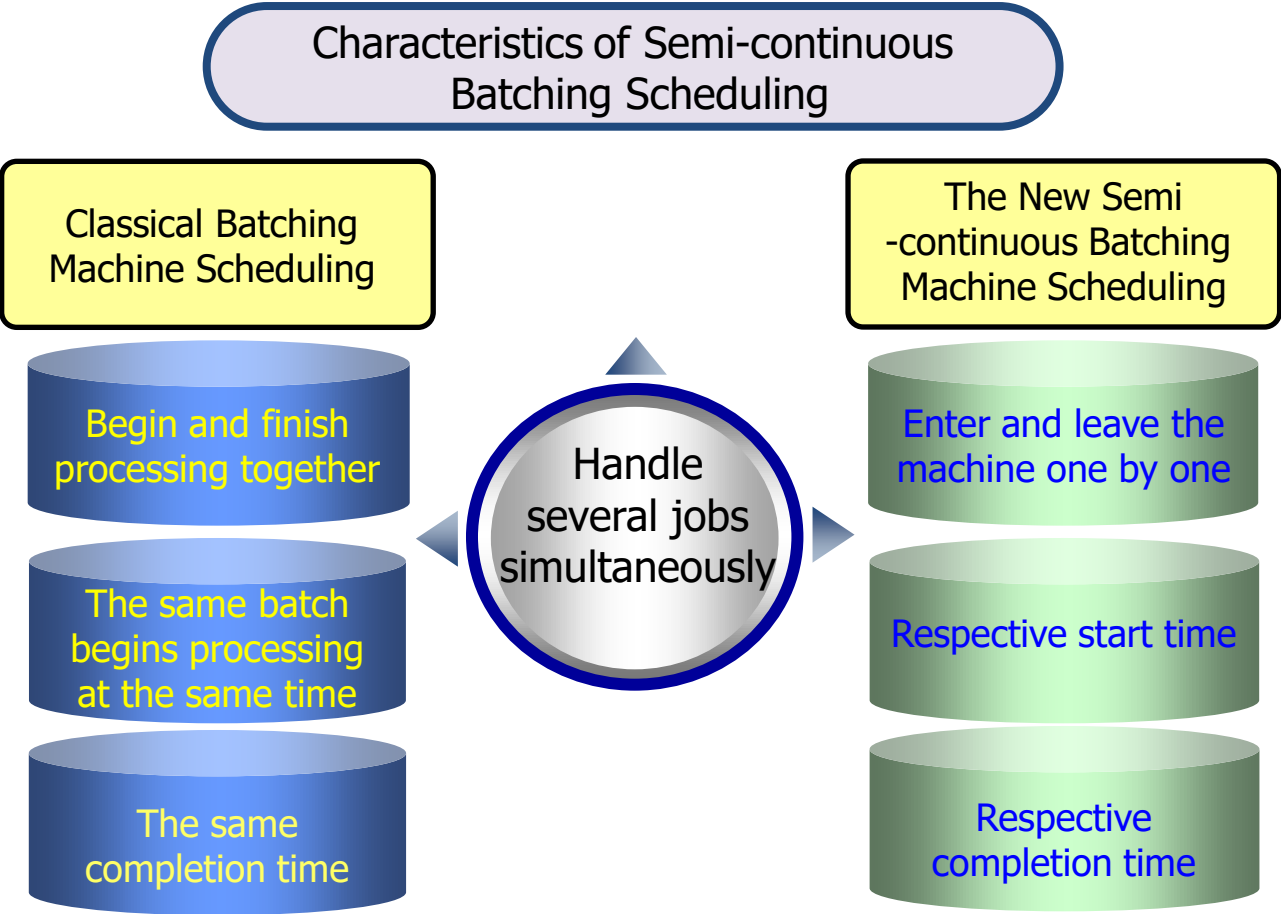 Characteristics of Semi-continuous
Batching Scheduling
Classical Batching
Machine Scheduling
The New Semi
-continuous Batching
Machine Scheduling
Begin and finish
processing together
The same batch
begins processing
at the same time
The same
completion time
Handle
several jobs
simultaneously
Enter and leave the
machine one by one
Respective start time
Respective
completion time